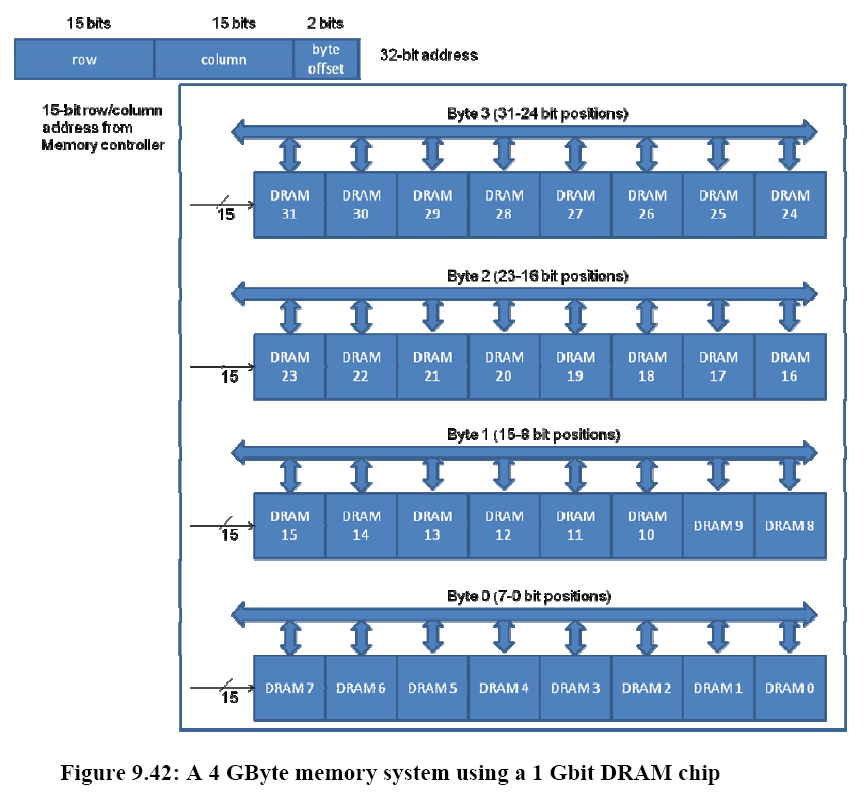 15 bits 15 bits 2 bits
row column byte offset 32-bit address
15-bit row/column
address from
Memory controller
Byte 3 (31-24 bit positions)
15
DRAM 31 DRAM 30 DRAM 29 DRAM 28 DRAM 27 DRAM 26 DRAM 25 DRAM 24
Byte 2 (23-16 bit positions)
15
DRAM 23 DRAM 22 DRAM 21 DRAM 20 DRAM 19 DRAM 18 DRAM 17 DRAM 16
Byte 1 (15-8 bit positions)
15
DRAM 15 DRAM 14 DRAM 13 DRAM 12 DRAM 11 DRAM 10 DRAM 9 DRAM 8
Byte 0 (7-0 bit positions)
15
DRAM 7 DRAM 6 DRAM 5 DRAM 4 DRAM 3 DRAM 2 DRAM 1 DRAM 0
Figure 9.42: A 4 GByte memory system using a 1 Gbit DRAM chip